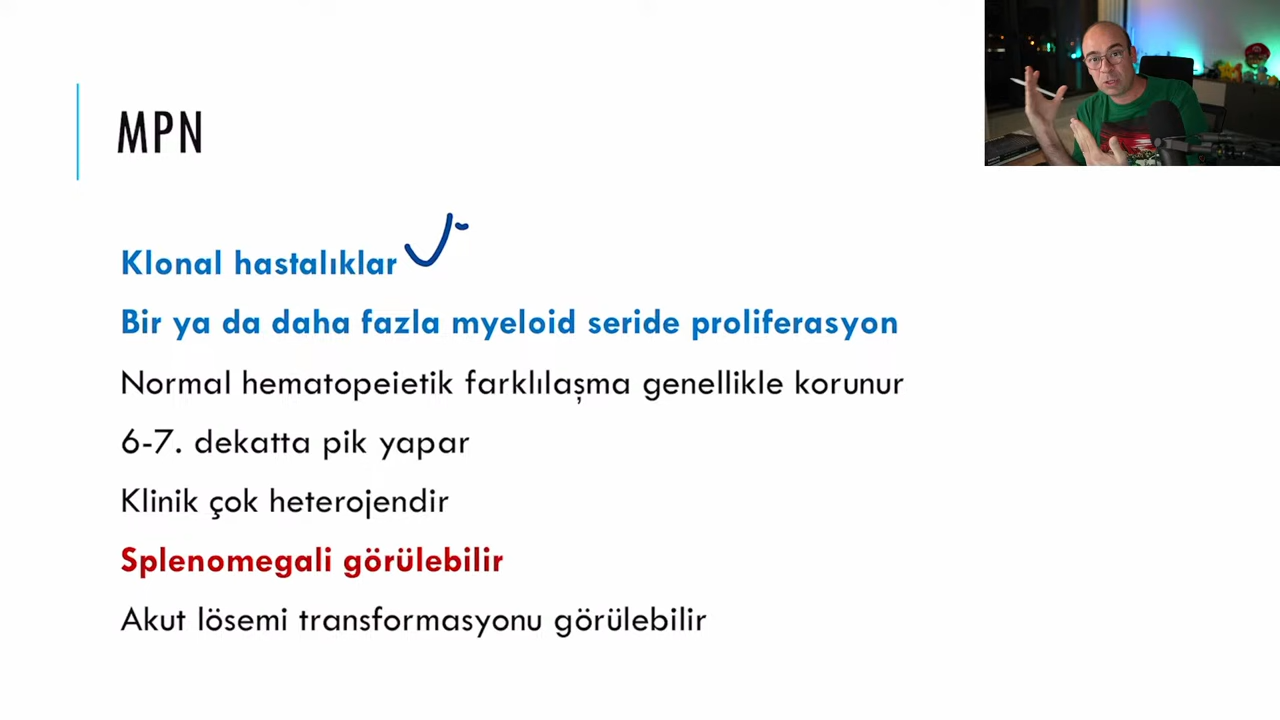 MPN
Klonal hastalıklar
Bir ya da daha fazla myeloid seride proliferasyon
Normal hematopeietik farklılaşma genellikle korunur
6-7. dekatta pik yapar
Klinik çok heterojendir
Splenomegali görülebilir
Akut lösemi transformasyonu görülebilir